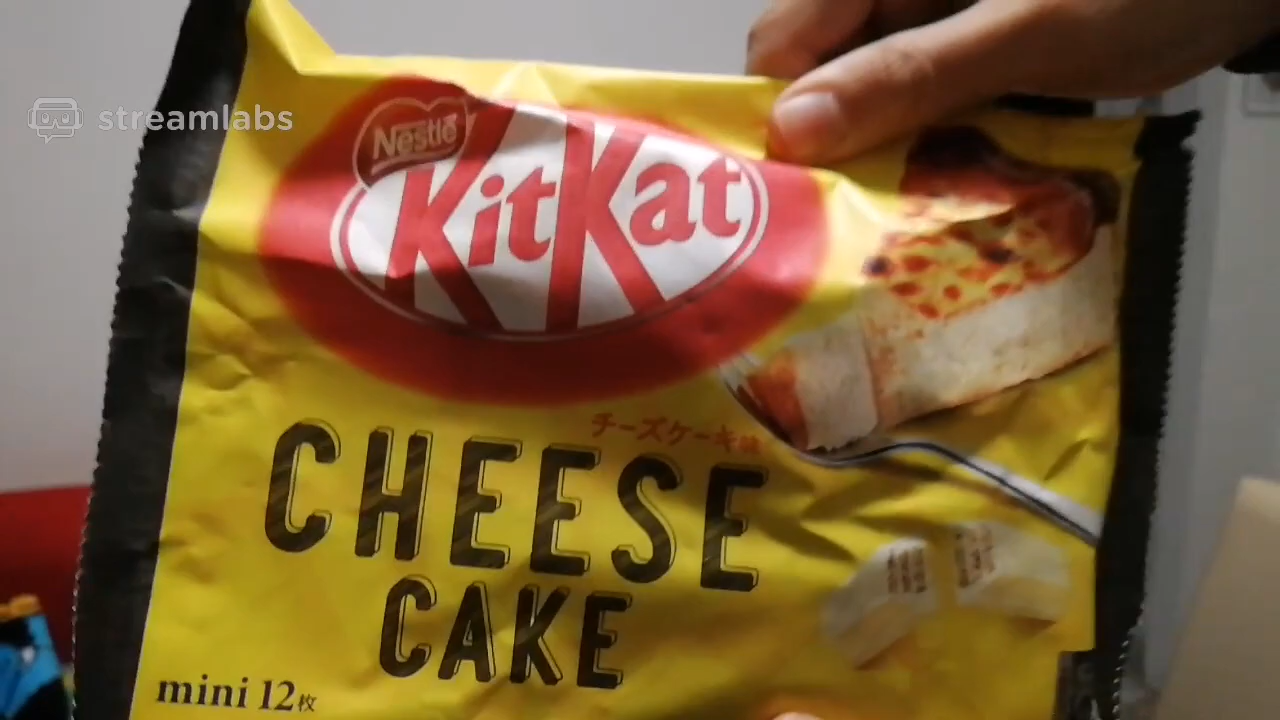 streamlabs
Nestlé
KitKat
チーズケーキ味
CHEESE
CAKE
mini 12枚